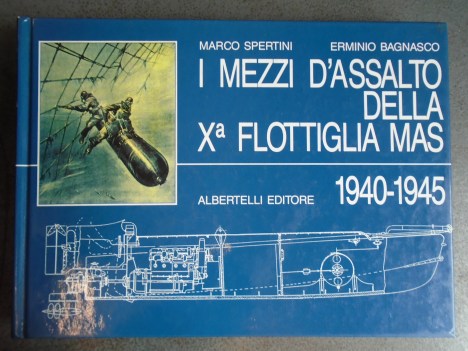 MARCO SPERTINI ERMINIO BAGNASCO
I MEZZI D'ASSALTO
DELLA
Xª FLOTTIGLIA MAS
ALBERTELLI EDITORE 1940-1945